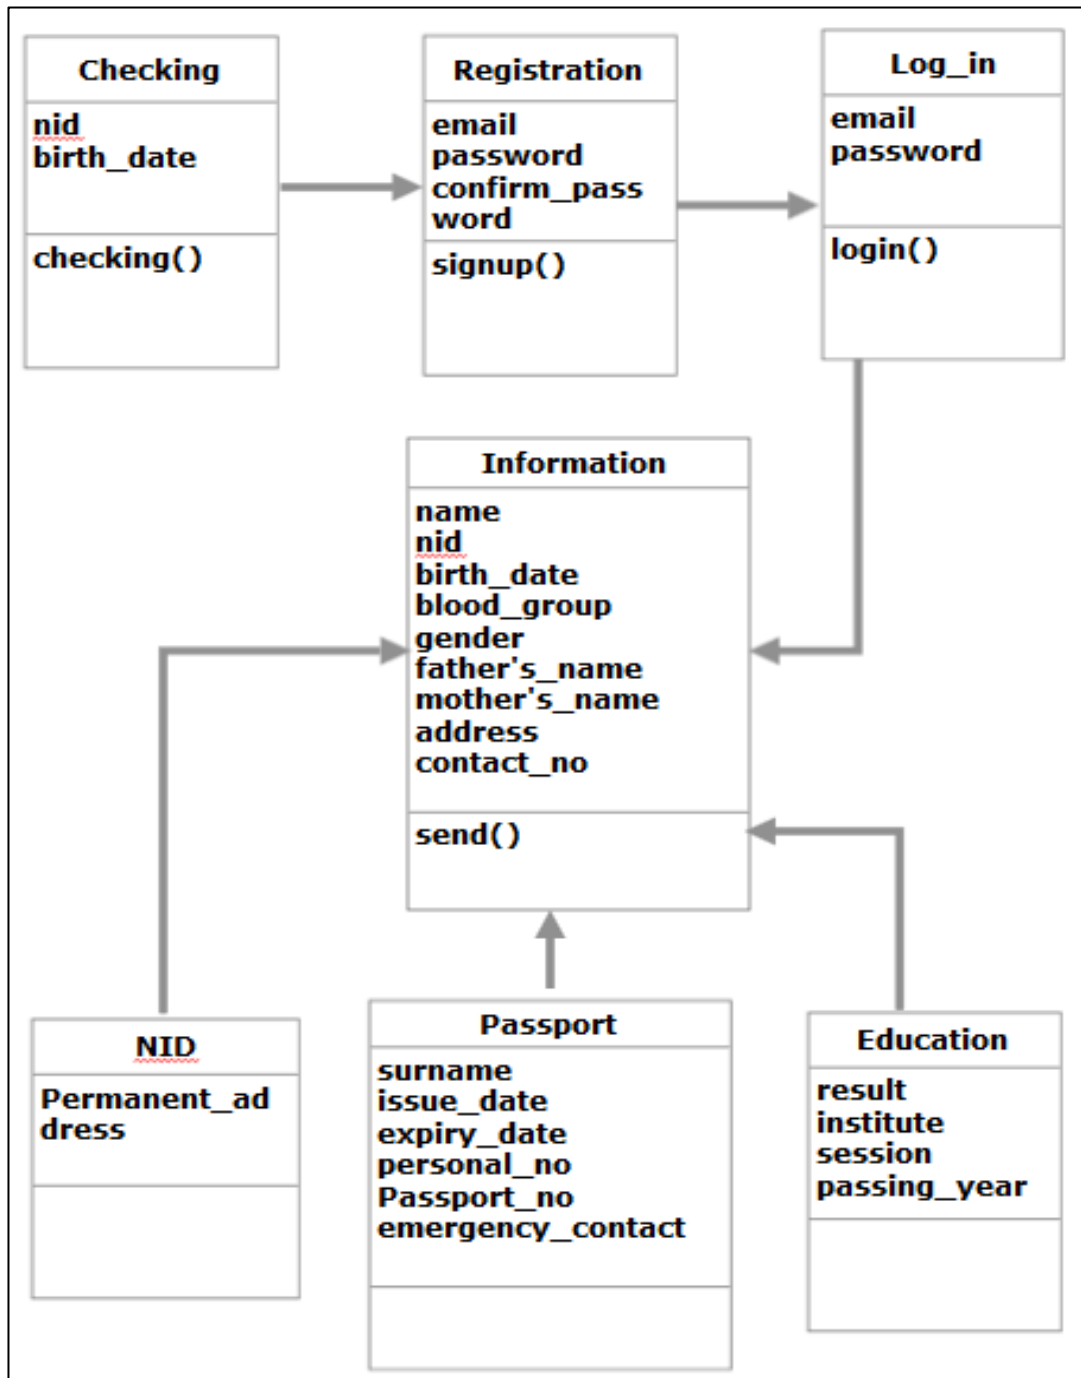 Checking
nid
birth_date
checking()
Registration
email
password
confirm_pass
word
signup()
Log_in
email
password
login()
Information
name
nid
birth_date
blood_group
gender
father's_name
mother's_name
address
contact_no
send()
NID
Permanent_ad
dress
Passport
surname
issue_date
expiry_date
personal_no
Passport_no
emergency_contact
Education
result
institute
session
passing_year